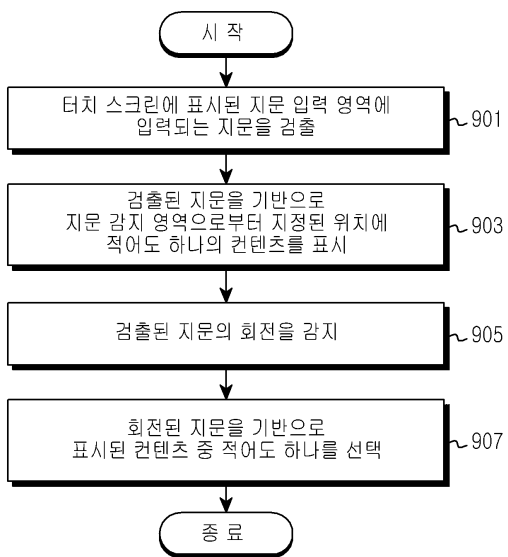 시 작
터치 스크린에 표시된 지문 입력 영역에
입력되는 지문을 검출
901
검출된 지문을 기반으로
지문 감지 영역으로부터 지정된 위치에
적어도 하나의 컨텐츠를 표시
903
검출된 지문의 회전을 감지
905
회전된 지문을 기반으로
표시된 컨텐츠 중 적어도 하나를 선택
907
종 료